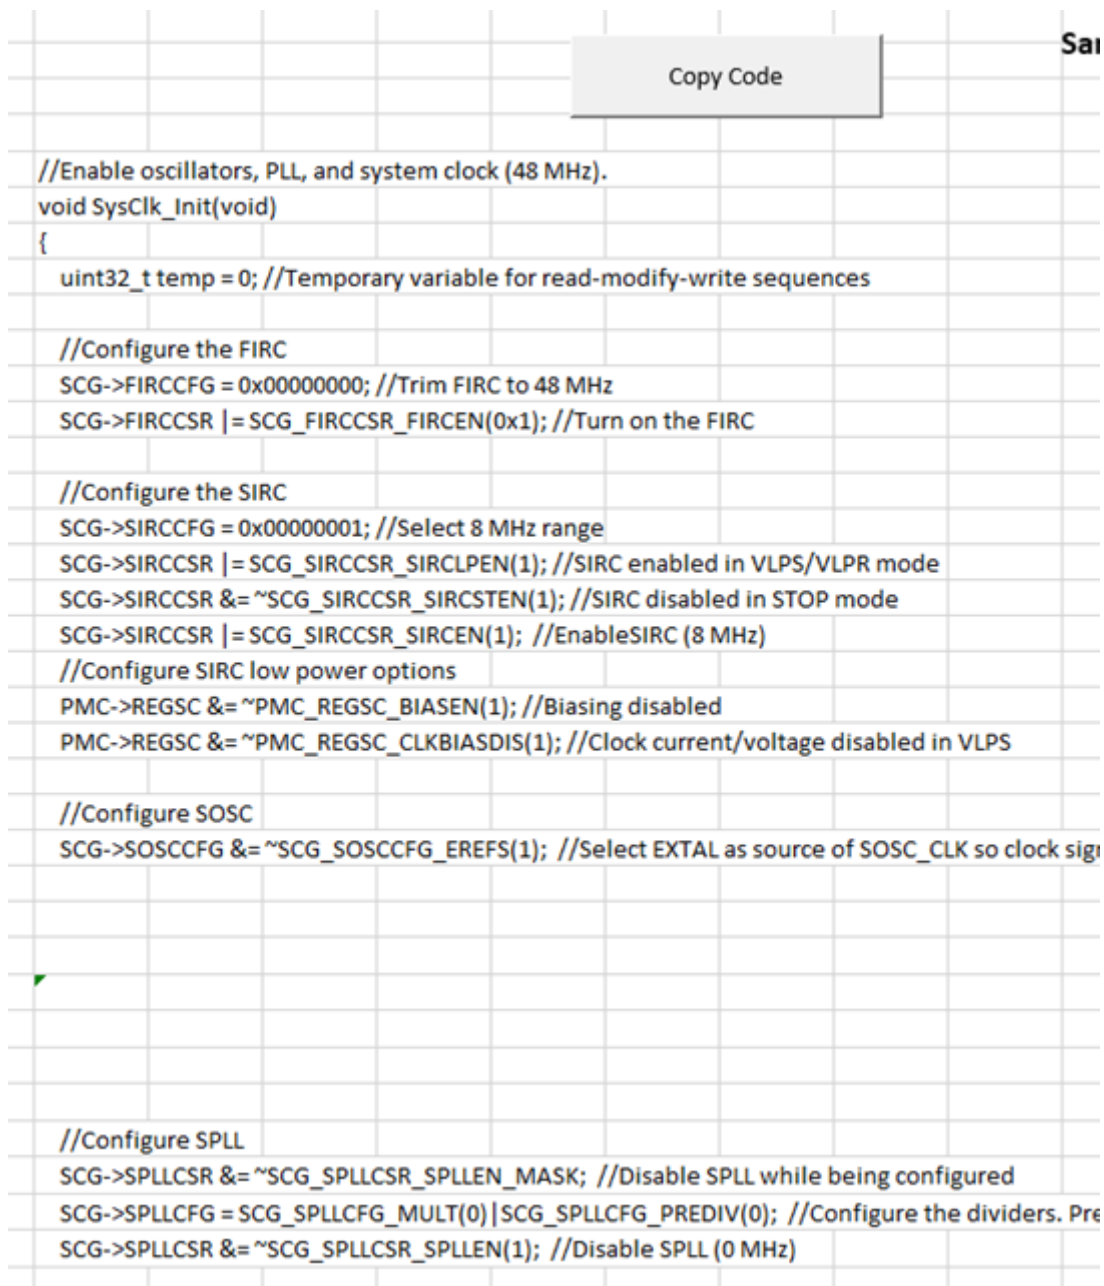 Copy Code
//Enable oscillators, PLL, and system clock (48 MHz).
void SysClk_Init(void)
{
uint32_t temp = 0; //Temporary variable for read-modify-write sequences
//Configure the FIRC
SCG->FIRCCFG = 0x00000000; //Trim FIRC to 48 MHz
SCG->FIRCCSR |= SCG_FIRCCSR_FIRCEN(0x1); //Turn on the FIRC
//Configure the SIRC
SCG->SIRCCFG = 0x00000001; //Select 8 MHz range
SCG->SIRCCSR |= SCG_SIRCCSR_SIRCLPEN(1); //SIRC enabled in VLPS/VLPR mode
SCG->SIRCCSR &= ~SCG_SIRCCSR_SIRCSTEN(1); //SIRC disabled in STOP mode
SCG->SIRCCSR |= SCG_SIRCCSR_SIRCEN(1); //EnableSIRC (8 MHz)
//Configure SIRC low power options
PMC->REGSC &= ~PMC_REGSC_BIASEN(1); //Biasing disabled
PMC->REGSC &= ~PMC_REGSC_CLKBIASDIS(1); //Clock current/voltage disabled in VLPS
//Configure SOSC
SCG->SOSCCFG &= ~SCG_SOSCCFG_EREFS(1); //Select EXTAL as source of SOSC_CLK so clock
//Configure SPLL
SCG->SPLLCSR &= ~SCG_SPLLCSR_SPLLEN_MASK; //Disable SPLL while being configured
SCG->SPLLCFG = SCG_SPLLCFG_MULT(0)|SCG_SPLLCFG_PREDIV(0); //Configure the dividers.
SCG->SPLLCSR &= ~SCG_SPLLCSR_SPLLEN(1); //Disable SPLL (0 MHz)